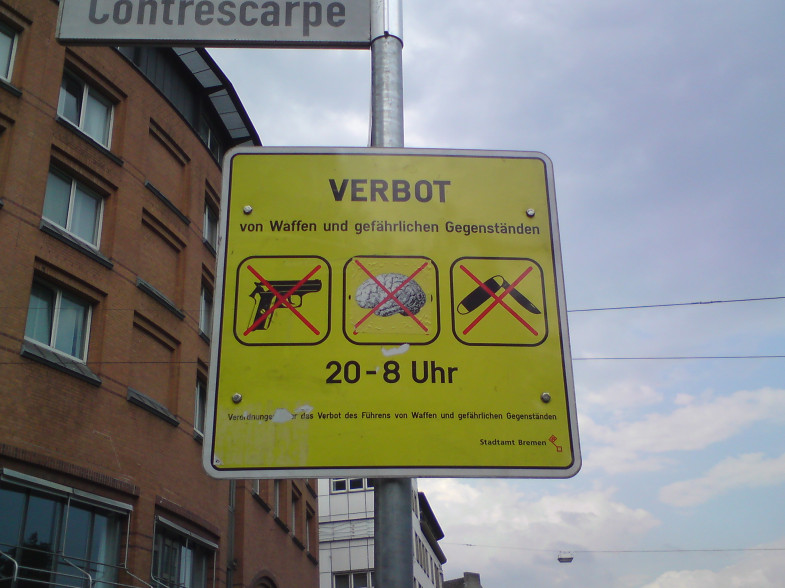 Contrescarpe
VERBOT
von Waffen und gefährlichen Gegenständen
20-8 Uhr
das Verbot des Führens von Waffen und gefährlichen Gegenständen
Stadtamt Bremen